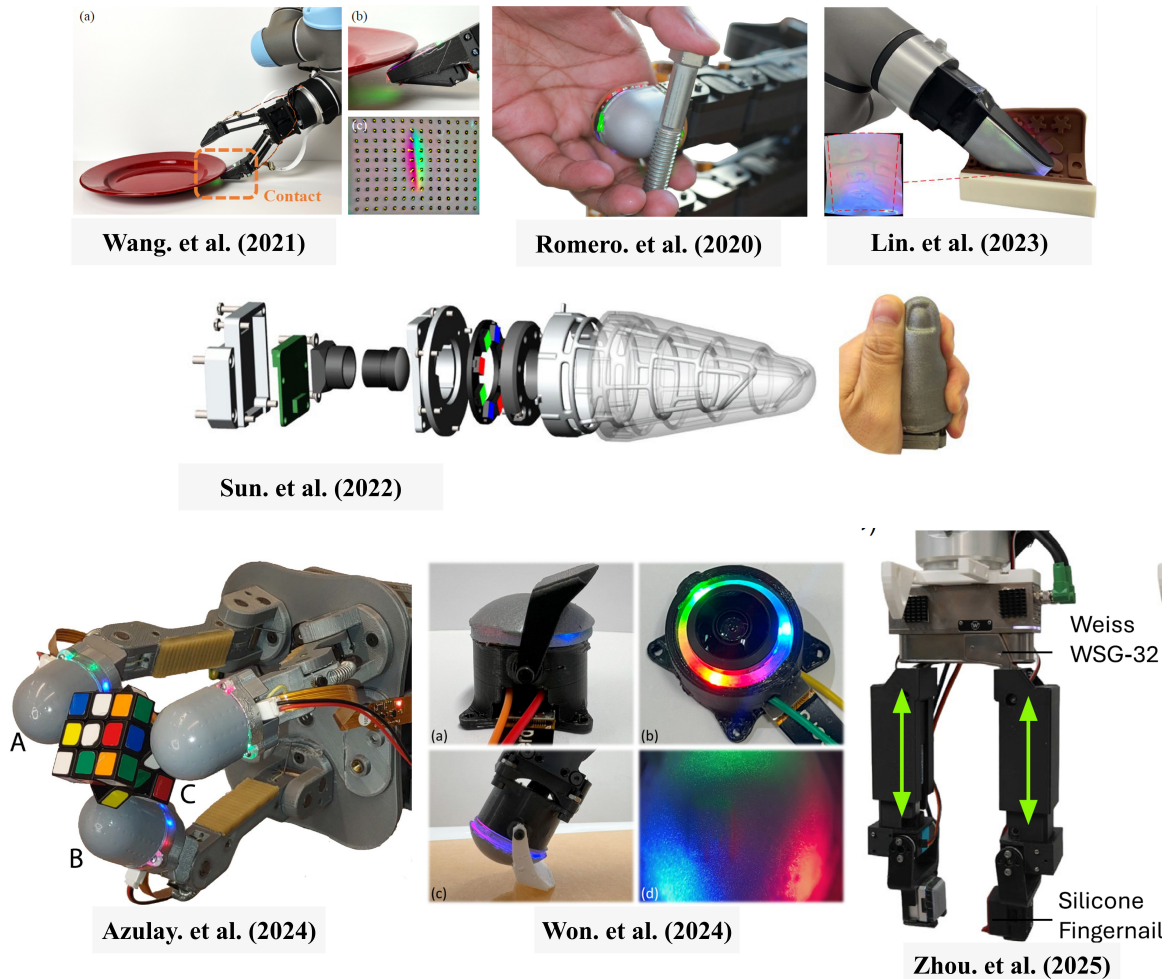 (a)
(b)
(c)
Contact
Wang. et al. (2021)
Romero. et al. (2020)
Lin. et al. (2023)
Sun. et al. (2022)
A
B
C
Azulay. et al. (2024)
(a)
(b)
(c)
(d)
Won. et al. (2024)
Weiss
WSG-32
Silicone
Fingernail
Zhou. et al. (2025)